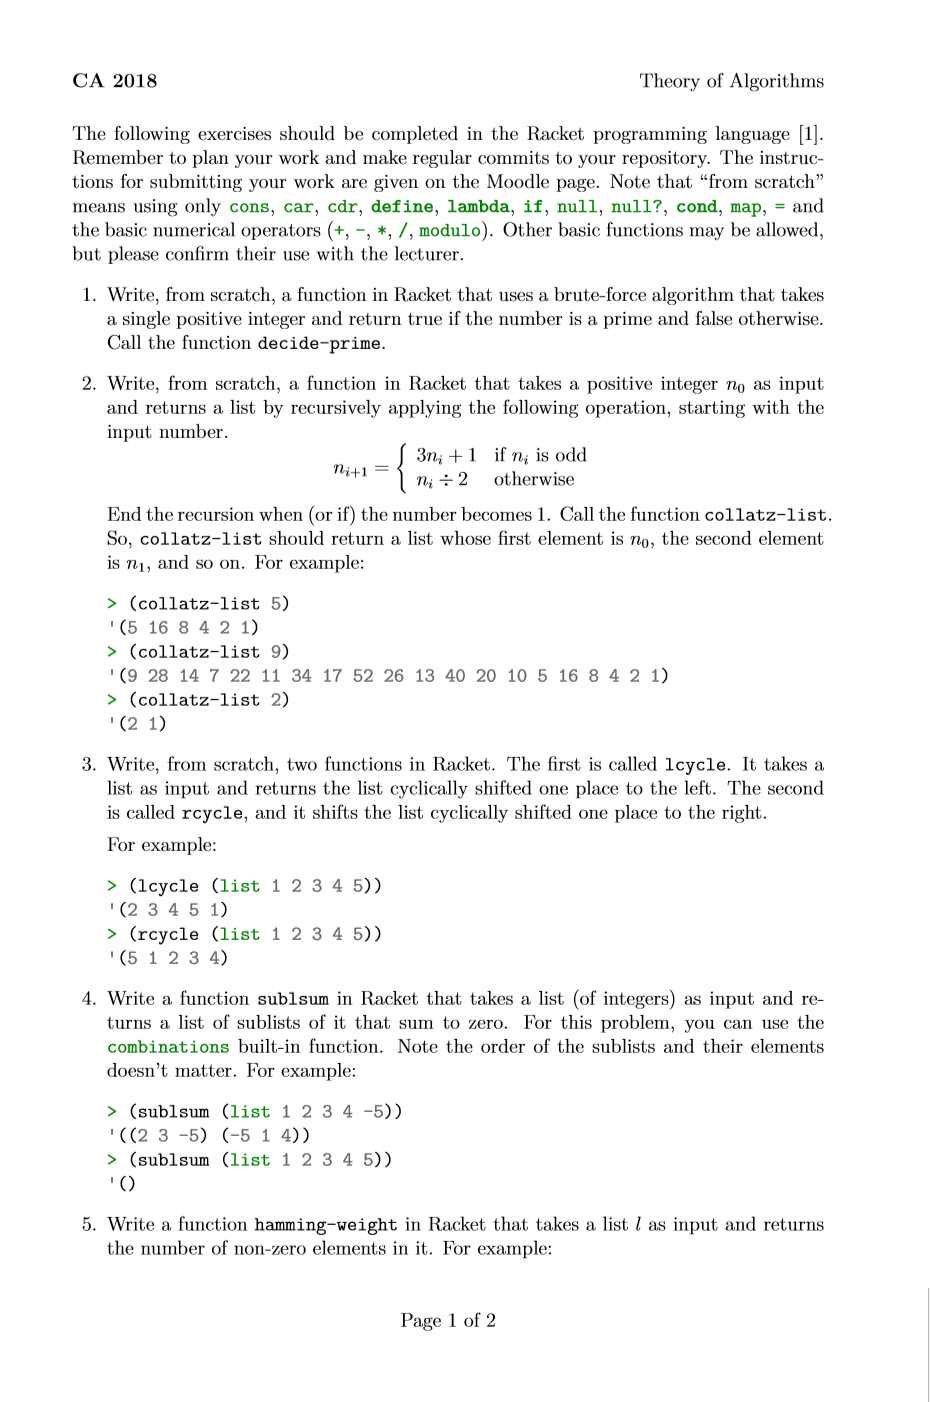 CA 2018 Theory of Algorithms
The following exercises should be completed in the Racket programming language [1].
Remember to plan your work and make regular commits to your repository. The instruc-
tions for submitting your work are given on the Moodle page. Note that “from scratch”
means using only cons, car, cdr, define, lambda, if, null, null?, cond, map, = and
the basic numerical operators (+, -, *, /, modulo). Other basic functions may be allowed,
but please confirm their use with the lecturer.
1. Write, from scratch, a function in Racket that uses a brute-force algorithm that takes
a single positive integer and return true if the number is a prime and false otherwise.
Call the function decide-prime.
2. Write, from scratch, a function in Racket that takes a positive integer n₀ as input
and returns a list by recursively applying the following operation, starting with the
input number.
nᵢ₊₁ = { 3nᵢ + 1 if nᵢ is odd
nᵢ ÷ 2 otherwise
End the recursion when (or if) the number becomes 1. Call the function collatz-list.
So, collatz-list should return a list whose first element is n₀, the second element
is n₁, and so on. For example:
> (collatz-list 5)
'(5 16 8 4 2 1)
> (collatz-list 9)
'(9 28 14 7 22 11 34 17 52 26 13 40 20 10 5 16 8 4 2 1)
> (collatz-list 2)
'(2 1)
3. Write, from scratch, two functions in Racket. The first is called lcycle. It takes a
list as input and returns the list cyclically shifted one place to the left. The second
is called rcycle, and it shifts the list cyclically shifted one place to the right.
For example:
> (lcycle (list 1 2 3 4 5))
'(2 3 4 5 1)
> (rcycle (list 1 2 3 4 5))
'(5 1 2 3 4)
4. Write a function sublsum in Racket that takes a list (of integers) as input and re-
turns a list of sublists of it that sum to zero. For this problem, you can use the
combinations built-in function. Note the order of the sublists and their elements
doesn’t matter. For example:
> (sublsum (list 1 2 3 4 -5))
'((2 3 -5) (-5 1 4))
> (sublsum (list 1 2 3 4 5))
'()
5. Write a function hamming-weight in Racket that takes a list l as input and returns
the number of non-zero elements in it. For example:
Page 1 of 2